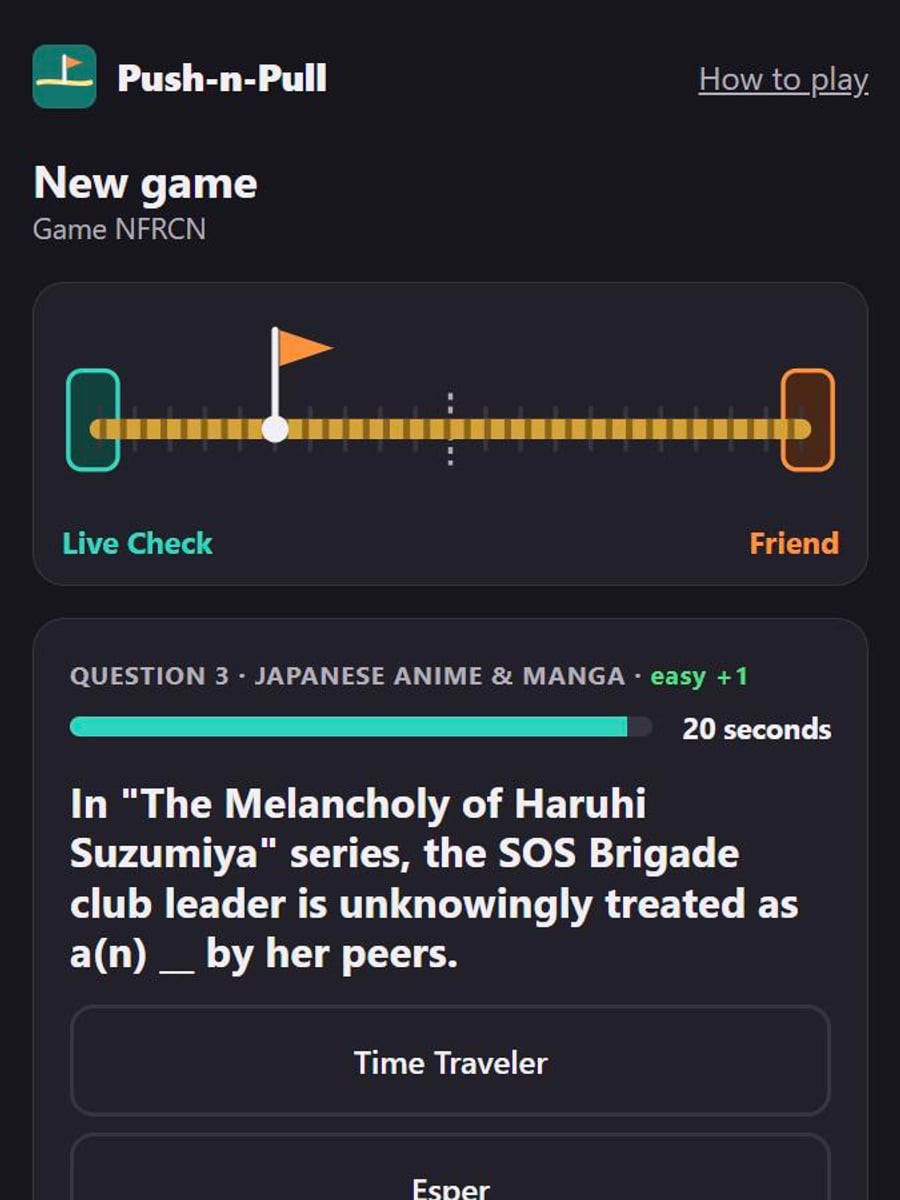 Push-n-Pull
How to play
New game
Game NFRCN
Live Check
Friend
QUESTION 3 · JAPANESE ANIME & MANGA · easy +1
20 seconds
In "The Melancholy of Haruhi
Suzumiya" series, the SOS Brigade
club leader is unknowingly treated as
a(n) __ by her peers.
Time Traveler
Esper